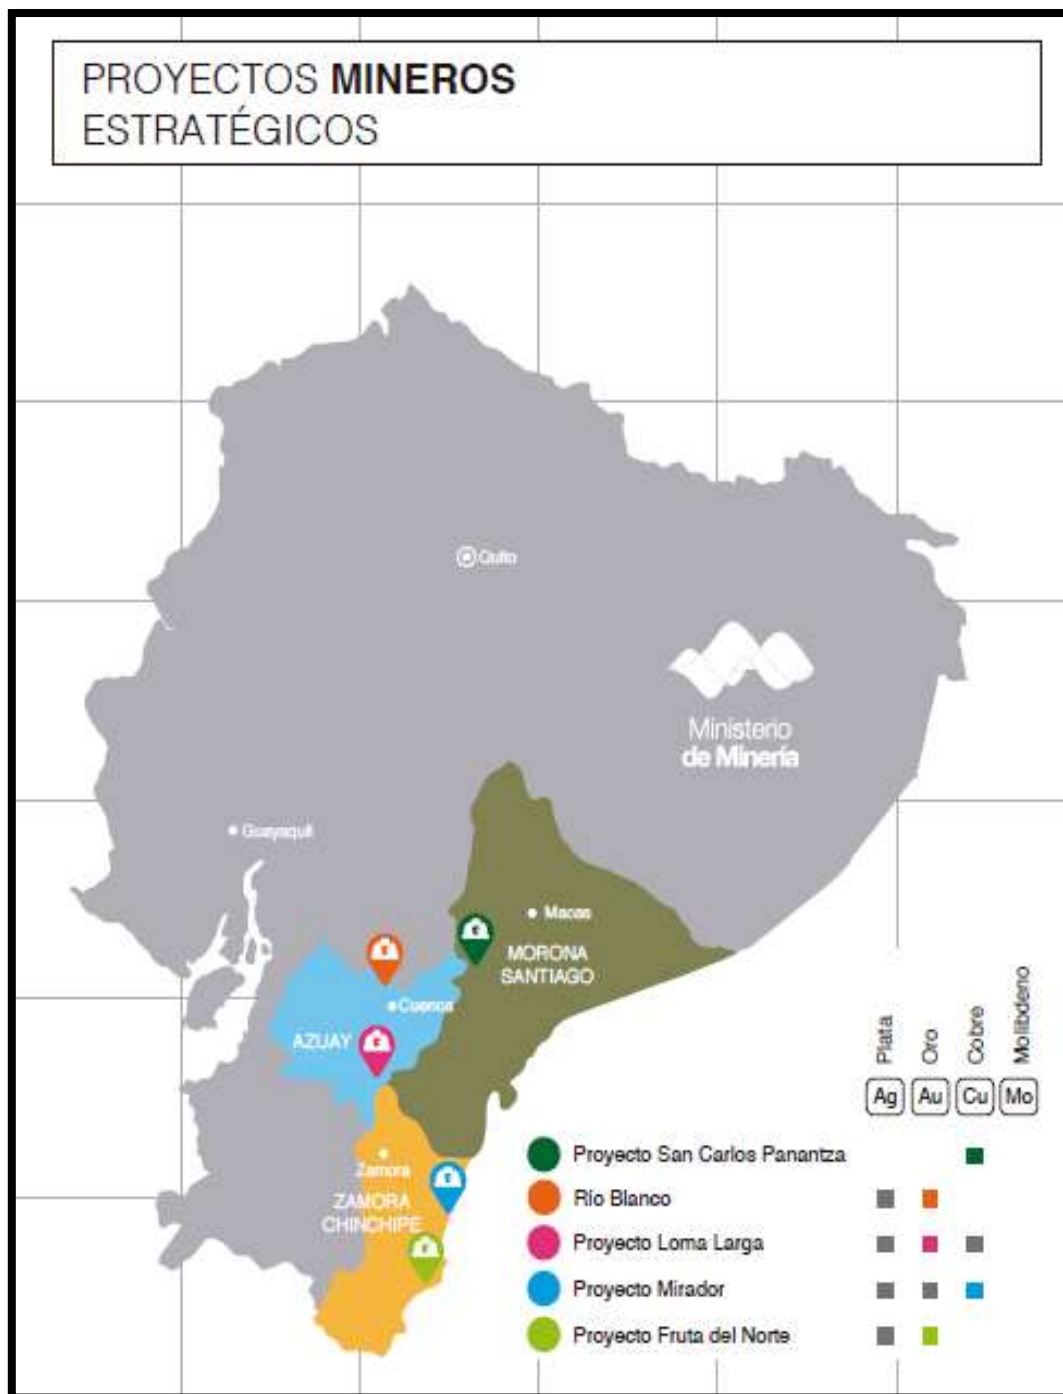 PROYECTOS MINEROS
ESTRATÉGICOS
Quito
Ministerio
de Minería
Guayaquil
Macas
MORONA
SANTIAGO
Cuenca
AZUAY
Zamora
ZAMORA
CHINCHIPE
Plata
Oro
Cobre
Molibdeno
Ag Au Cu Mo
Proyecto San Carlos Panantza
Río Blanco
Proyecto Loma Larga
Proyecto Mirador
Proyecto Fruta del Norte